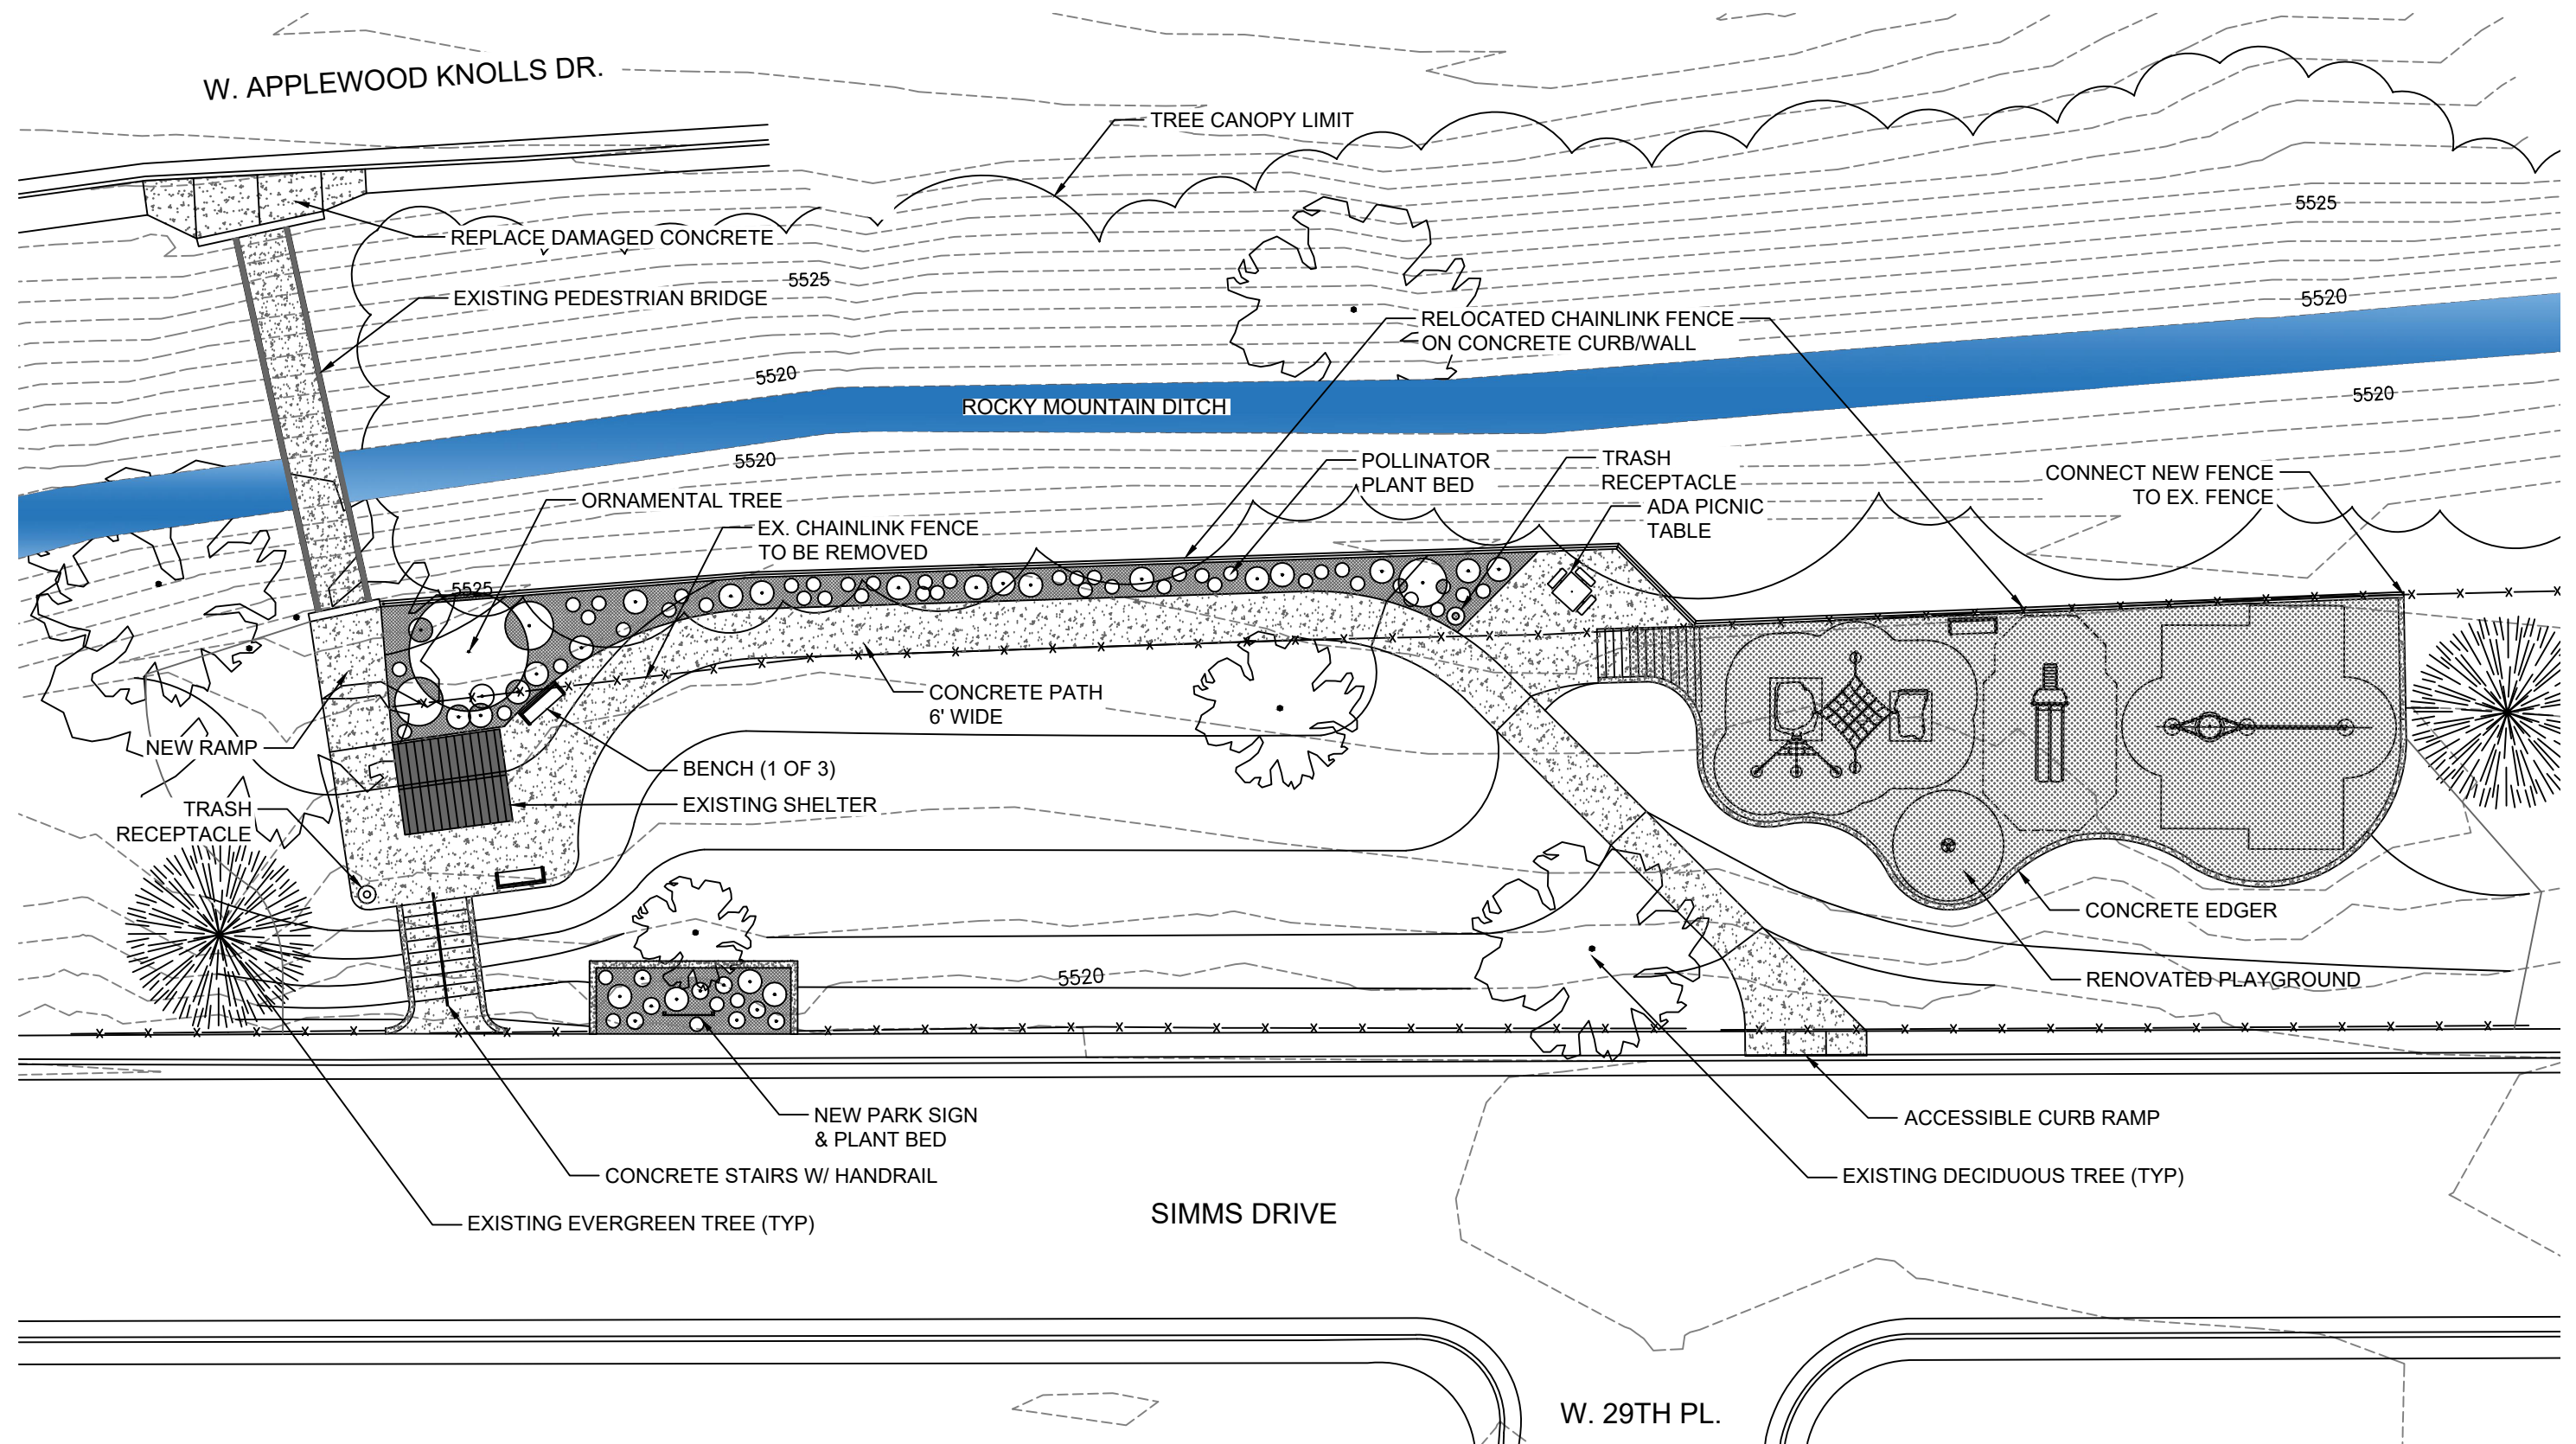 W. APPLEWOOD KNOLLS DR.
TREE CANOPY LIMIT
5525
REPLACE DAMAGED CONCRETE
5525
EXISTING PEDESTRIAN BRIDGE
5520
RELOCATED CHAINLINK FENCE
ON CONCRETE CURB/WALL
5520
5520
ROCKY MOUNTAIN DITCH
5520
POLLINATOR
PLANT BED
TRASH
RECEPTACLE
CONNECT NEW FENCE
TO EX. FENCE
ORNAMENTAL TREE
ADA PICNIC
TABLE
EX. CHAINLINK FENCE
TO BE REMOVED
5525
CONCRETE PATH
6' WIDE
NEW RAMP
BENCH (1 OF 3)
EXISTING SHELTER
TRASH
RECEPTACLE
CONCRETE EDGER
5520
RENOVATED PLAYGROUND
NEW PARK SIGN
& PLANT BED
ACCESSIBLE CURB RAMP
CONCRETE STAIRS W/ HANDRAIL
EXISTING DECIDUOUS TREE (TYP)
EXISTING EVERGREEN TREE (TYP)
SIMMS DRIVE
W. 29TH PL.